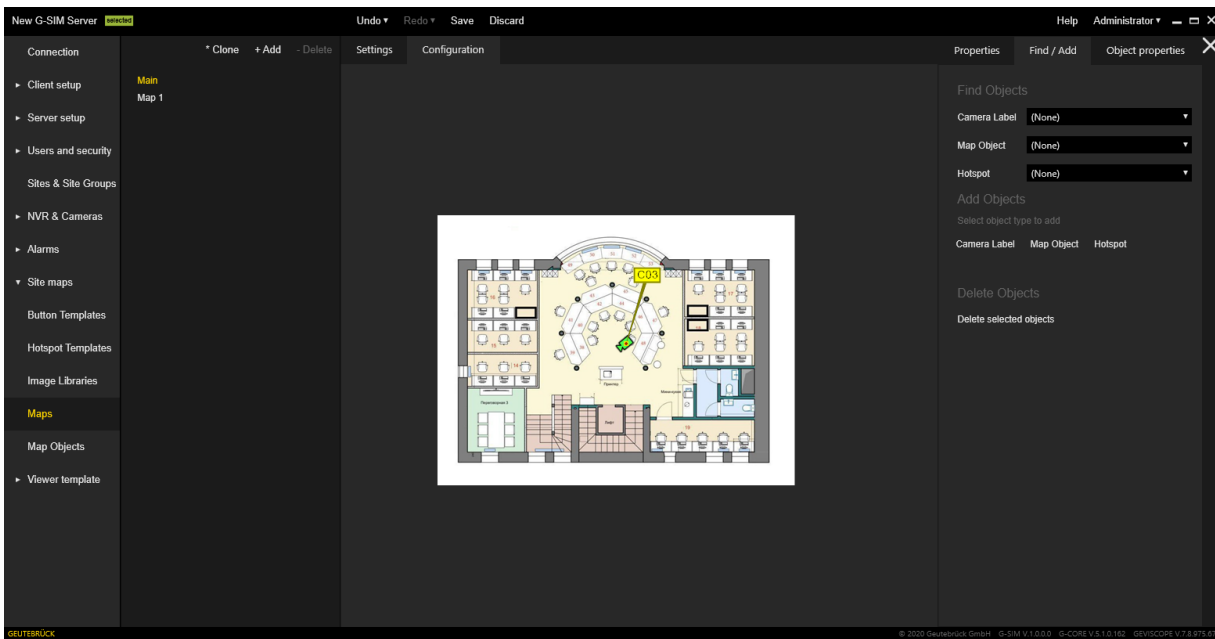 New G-SIM Server selected Undo ▾ Redo ▾ Save Discard Help Administrator ▾
Connection
* Clone + Add - Delete
Settings Configuration
Properties Find / Add Object properties
Client setup
Server setup
Users and security
Sites & Site Groups
NVR & Cameras
Alarms
Site maps
Button Templates
Hotspot Templates
Image Libraries
Maps
Map Objects
Viewer template
Main
Map 1
C03
16
17
15
14
18
Find Objects
Camera Label (None)
Map Object (None)
Hotspot (None)
Add Objects
Select object type to add
Camera Label Map Object Hotspot
Delete Objects
Delete selected objects
GEUTEBRÜCK
© 2020 Geutebrück GmbH G-SIM V.1.0.0.0 G-CORE V.5.1.0.162 GEVISCOPE V.7.8.975.67